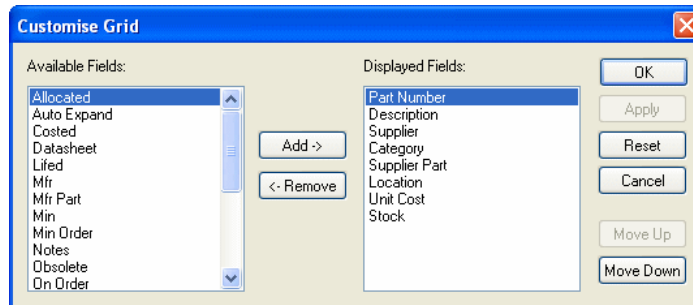 Customise Grid
Available Fields:
Allocated
Auto Expand
Costed
Datasheet
Lifed
Mfr
Mfr Part
Min
Min Order
Notes
Obsolete
On Order
Add ->
<- Remove
Displayed Fields:
Part Number
Description
Supplier
Category
Supplier Part
Location
Unit Cost
Stock
OK
Apply
Reset
Cancel
Move Up
Move Down